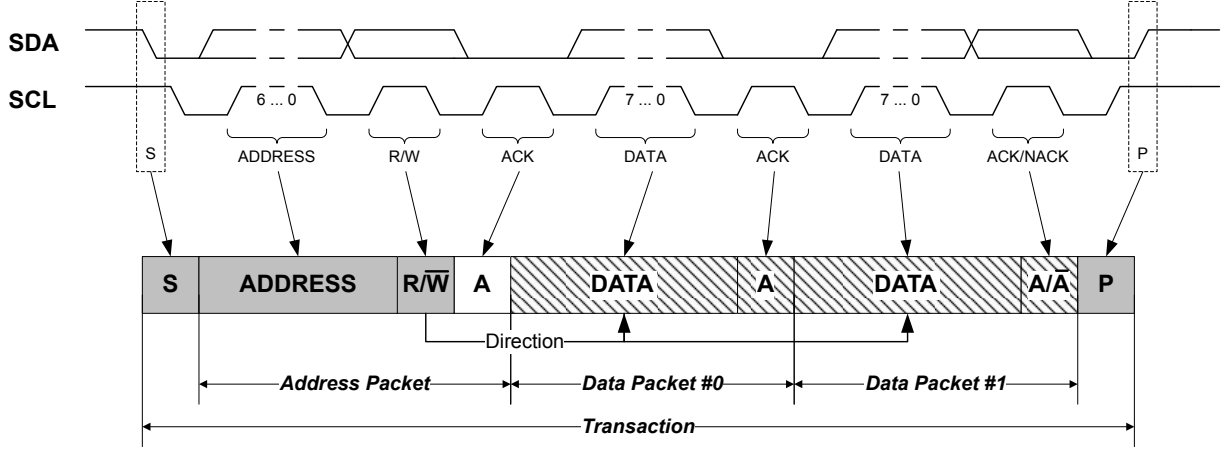 SDA
SCL
6 ... 0 7 ... 0 7 ... 0
S ADDRESS R/W ACK DATA ACK DATA ACK/NACK P
S ADDRESS R/W̅ A DATA A DATA A/A̅ P
Direction
Address Packet Data Packet #0 Data Packet #1
Transaction